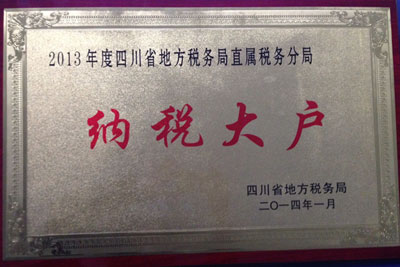 2013年度四川省地方税务局直属税务分局
纳税大户
四川省地方税务局
二〇一四年一月